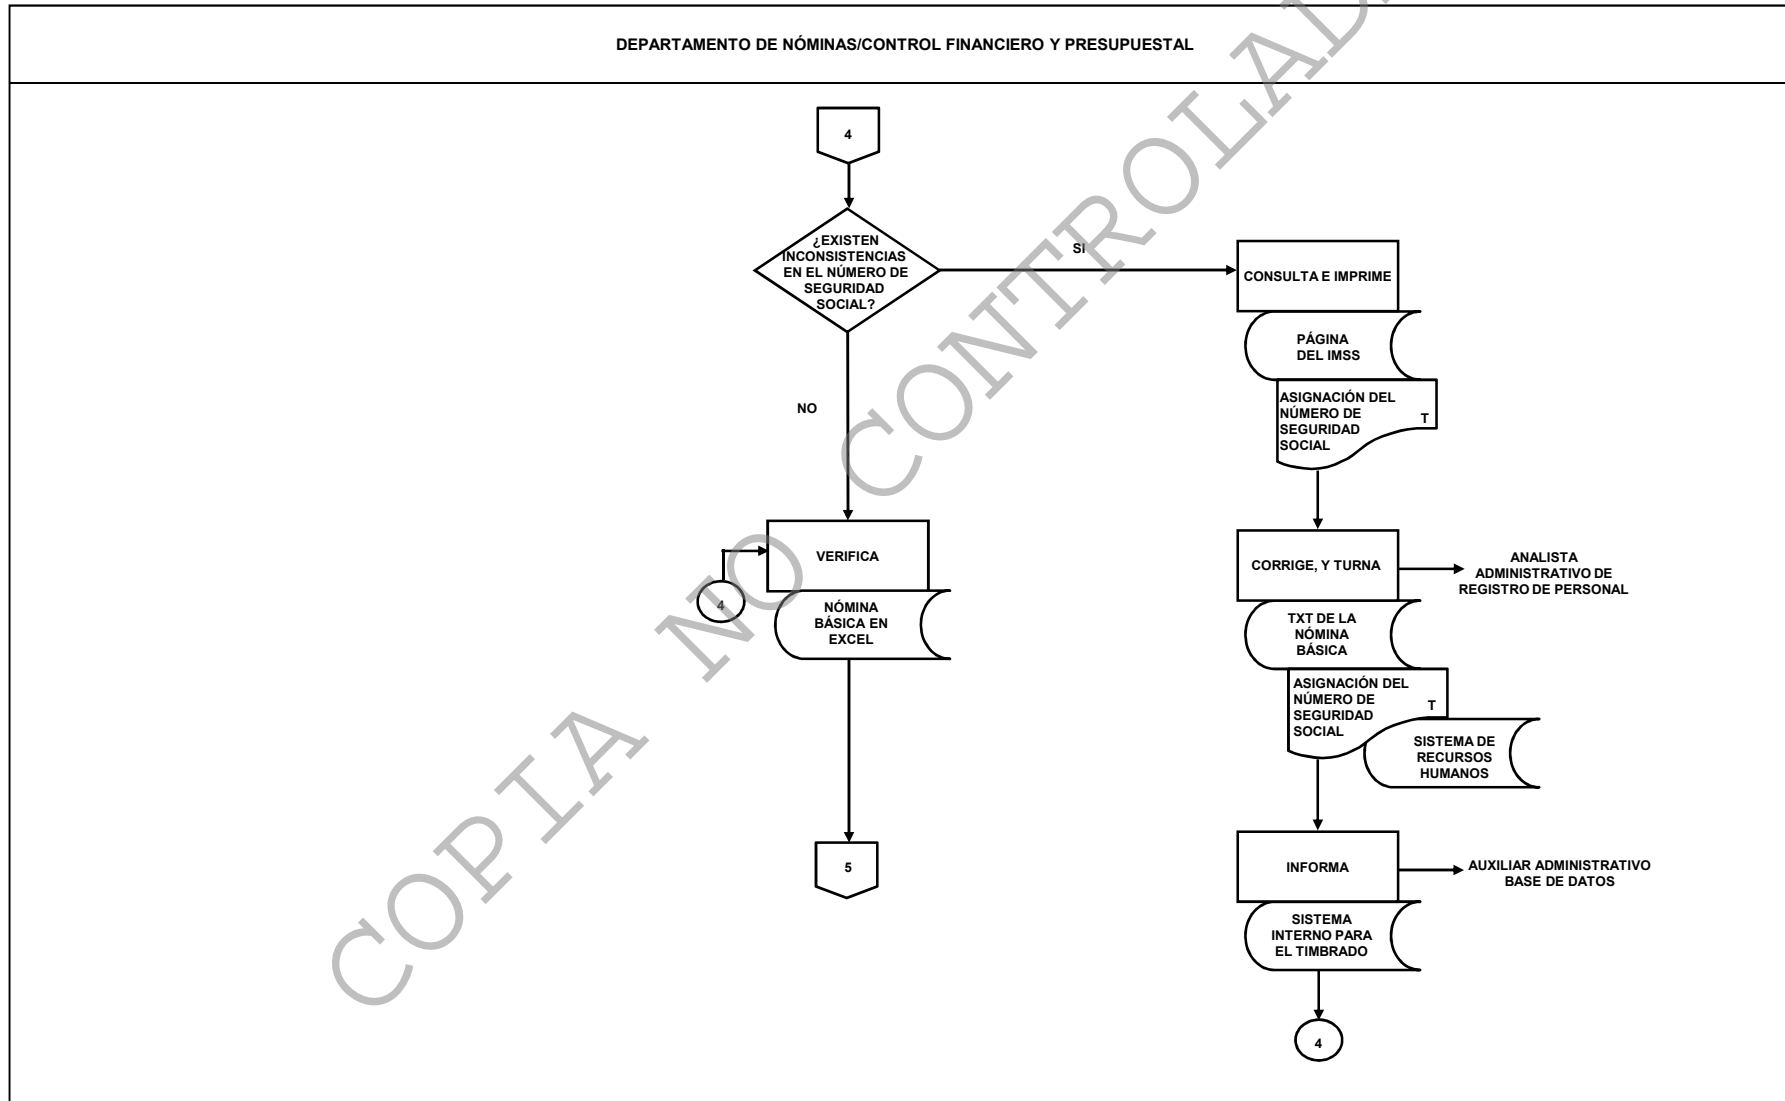 DEPARTAMENTO DE NÓMINAS/CONTROL FINANCIERO Y PRESUPUESTAL
4
¿EXISTEN
INCONSISTENCIAS
EN EL NÚMERO DE
SEGURIDAD
SOCIAL?
SI
NO
CONSULTA E IMPRIME
PÁGINA
DEL IMSS
ASIGNACIÓN DEL
NÚMERO DE
SEGURIDAD
SOCIAL
T
VERIFICA
4
NÓMINA
BÁSICA EN
EXCEL
5
CORRIGE, Y TURNA
ANALISTA
ADMINISTRATIVO DE
REGISTRO DE PERSONAL
TXT DE LA
NÓMINA
BÁSICA
ASIGNACIÓN DEL
NÚMERO DE
SEGURIDAD
SOCIAL
T
SISTEMA DE
RECURSOS
HUMANOS
INFORMA
AUXILIAR ADMINISTRATIVO
BASE DE DATOS
SISTEMA
INTERNO PARA
EL TIMBRADO
4
COPIA NO CONTROLAD